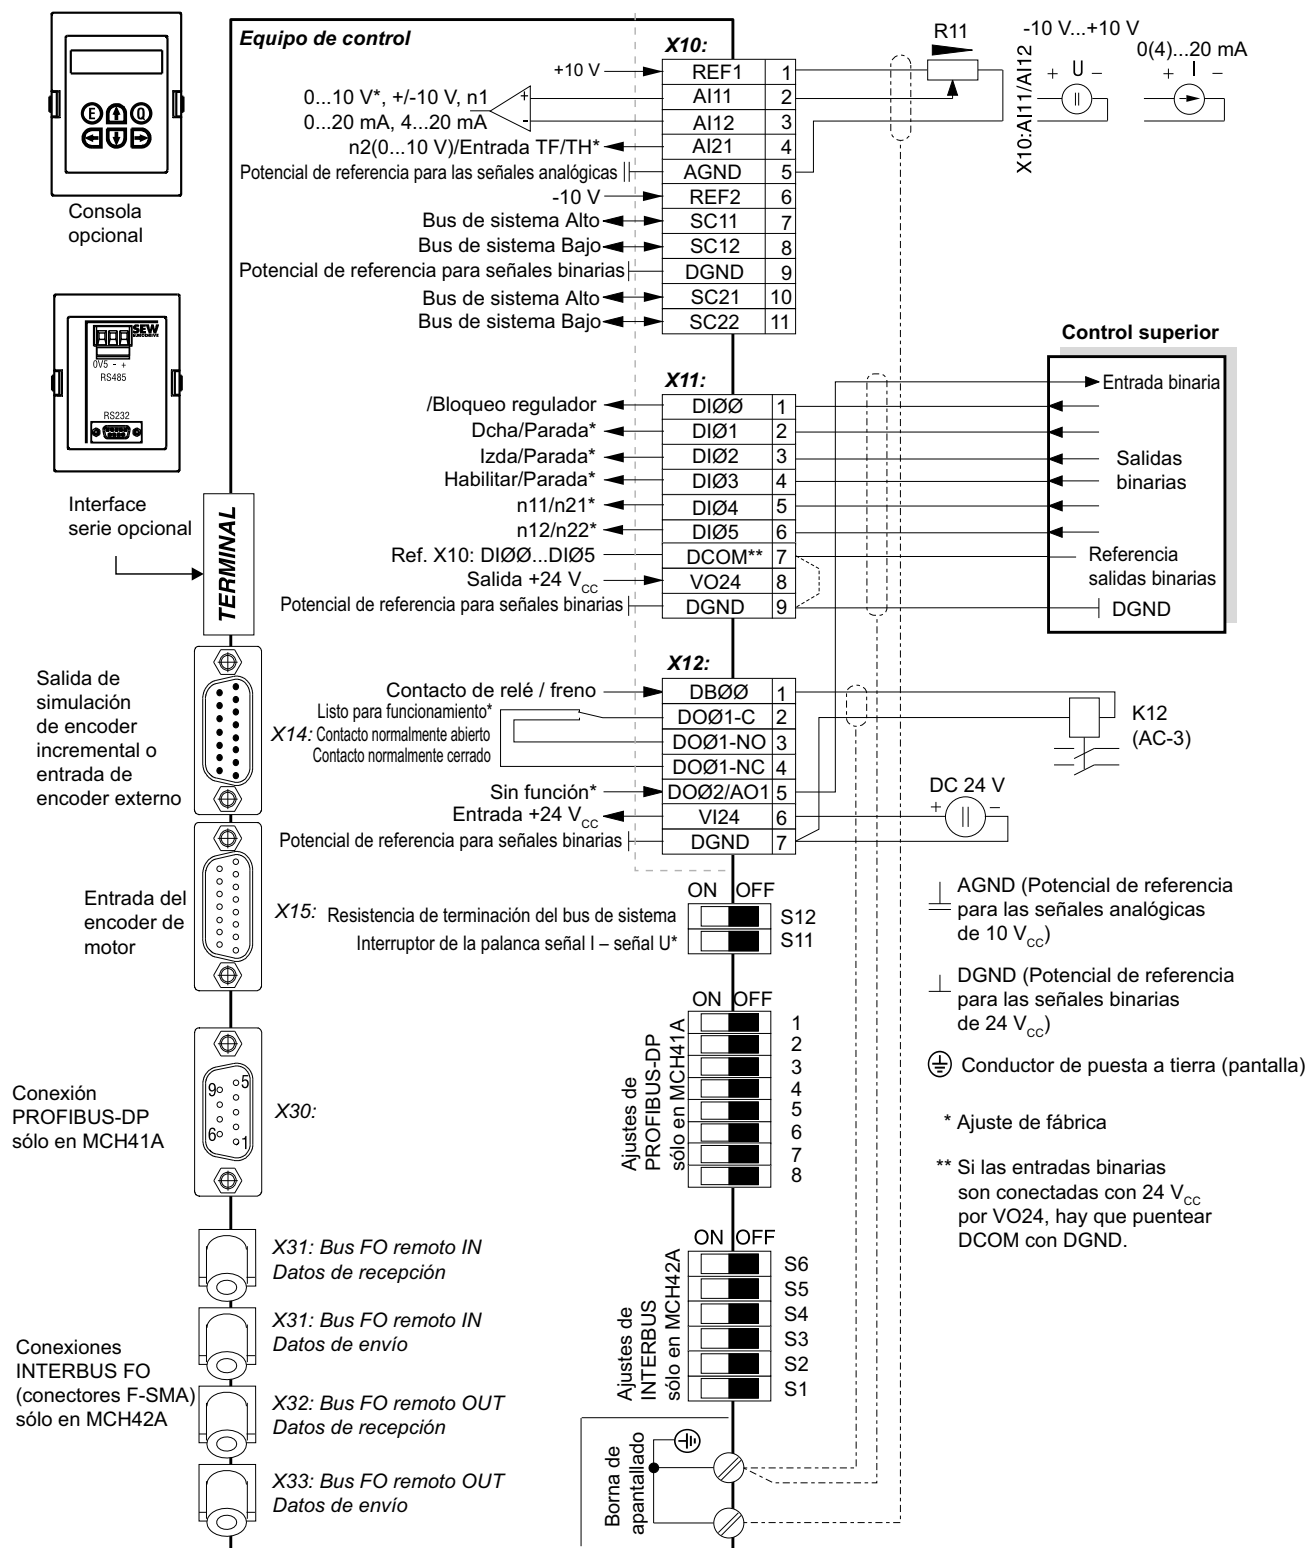 Equipo de control
X10:
+10 V
REF1 1
0...10 V*, +/-10 V, n1
AI11 2
0...20 mA, 4...20 mA
AI12 3
n2(0...10 V)/Entrada TF/TH*
AI21 4
Potencial de referencia para las señales analógicas
AGND 5
-10 V
REF2 6
Bus de sistema Alto
SC11 7
Bus de sistema Bajo
SC12 8
Potencial de referencia para señales binarias
DGND 9
Bus de sistema Alto
SC21 10
Bus de sistema Bajo
SC22 11
R11
-10 V...+10 V
0(4)...20 mA
+ U -
+ I -
X10:AI11/AI12
E
Q
Consola
opcional
SEW
EURODRIVE
0V5 - +
RS485
RS232
Interface
serie opcional
TERMINAL
X11:
/Bloqueo regulador
DIØØ 1
Dcha/Parada*
DIØ1 2
Izda/Parada*
DIØ2 3
Habilitar/Parada*
DIØ3 4
n11/n21*
DIØ4 5
n12/n22*
DIØ5 6
Ref. X10: DIØØ...DIØ5
DCOM** 7
Salida +24 Vcc
VO24 8
Potencial de referencia para señales binarias
DGND 9
Control superior
Entrada binaria
Salidas
binarias
Referencia
salidas binarias
DGND
Salida de
simulación
de encoder
incremental o
entrada de
encoder externo
X14:
X12:
Contacto de relé / freno
DBØØ 1
Listo para funcionamiento*
DOØ1-C 2
Contacto normalmente abierto
DOØ1-NO 3
Contacto normalmente cerrado
DOØ1-NC 4
Sin función*
DOØ2/AO1 5
Entrada +24 Vcc
VI24 6
Potencial de referencia para señales binarias
DGND 7
K12
(AC-3)
DC 24 V
+ -
Entrada del
encoder de
motor
X15:
ON OFF
Resistencia de terminación del bus de sistema
S12
Interruptor de la palanca señal I – señal U*
S11
AGND (Potencial de referencia
para las señales analógicas
de 10 Vcc)
DGND (Potencial de referencia
para las señales binarias
de 24 Vcc)
Conductor de puesta a tierra (pantalla)
* Ajuste de fábrica
** Si las entradas binarias
son conectadas con 24 Vcc
por VO24, hay que puentear
DCOM con DGND.
Conexión
PROFIBUS-DP
sólo en MCH41A
9 5
6 1
X30:
ON OFF
Ajustes de
PROFIBUS-DP
sólo en MCH41A
1
2
3
4
5
6
7
8
Conexiones
INTERBUS FO
(conectores F-SMA)
sólo en MCH42A
X31: Bus FO remoto IN
Datos de recepción
X31: Bus FO remoto IN
Datos de envío
X32: Bus FO remoto OUT
Datos de recepción
X33: Bus FO remoto OUT
Datos de envío
ON OFF
Ajustes de
INTERBUS
sólo en MCH42A
S6
S5
S4
S3
S2
S1
Borna de
apantallado